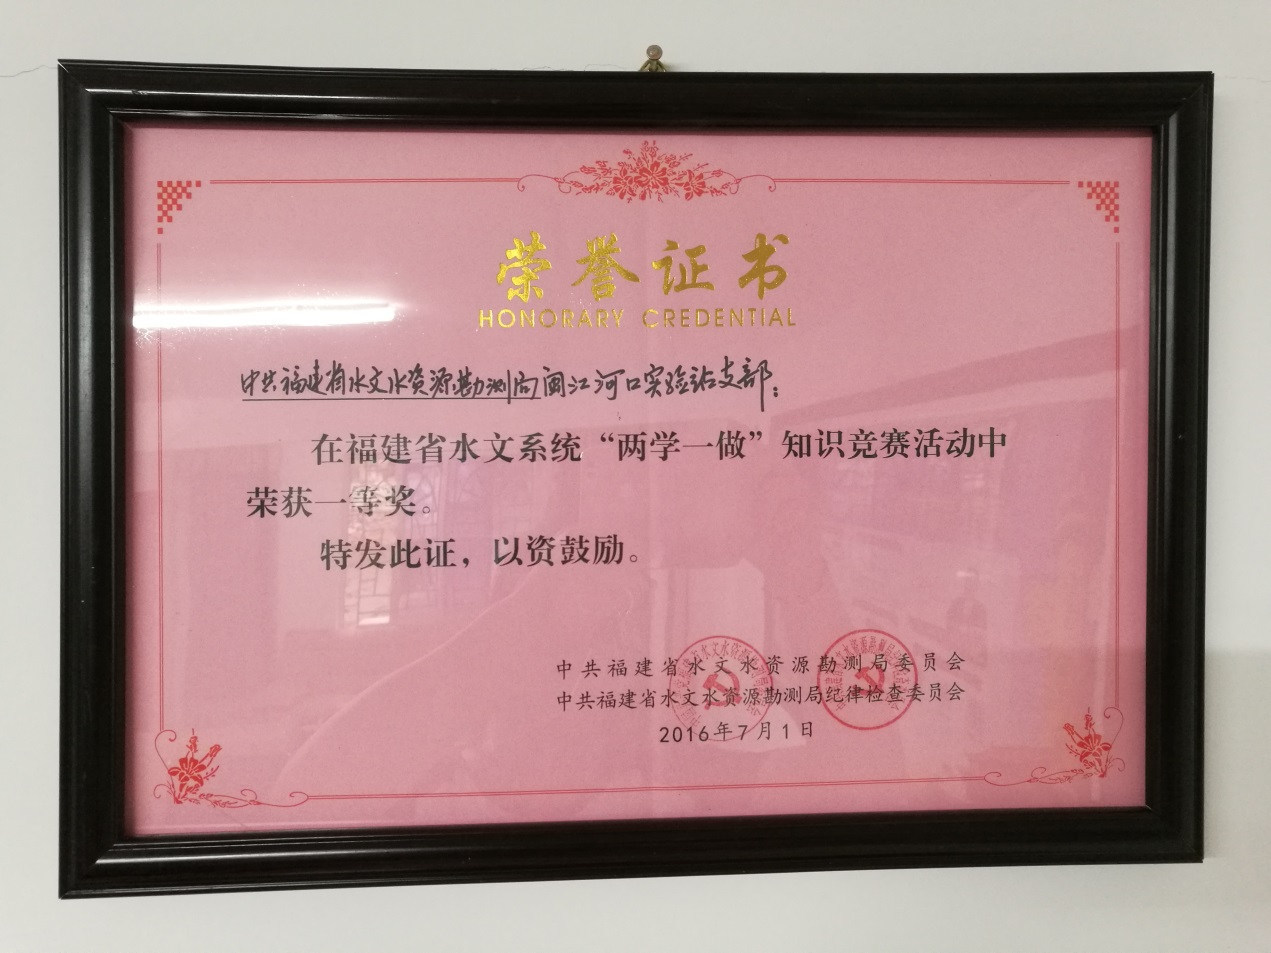 荣誉证书
HONORARY CREDENTIAL
中共福建省水文水资源勘测局闽江河口实验站支部：
在福建省水文系统“两学一做”知识竞赛活动中
荣获一等奖。
特发此证，以资鼓励。
中共福建省水文水资源勘测局委员会
中共福建省水文水资源勘测局纪律检查委员会
2016年7月1日